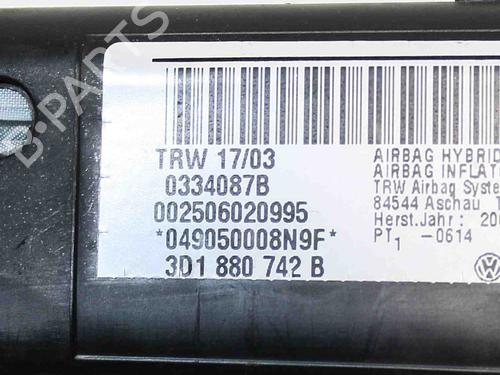 B-PARTS
TRW 17/03
0334087B
002506020995
*049050008N9F*
3D1 880 742 B
AIRBAG HYBRID
AIRBAG INFLAT
TRW Airbag Syste
84544 Aschau
Herst.Jahr : 20
PT1 -0614